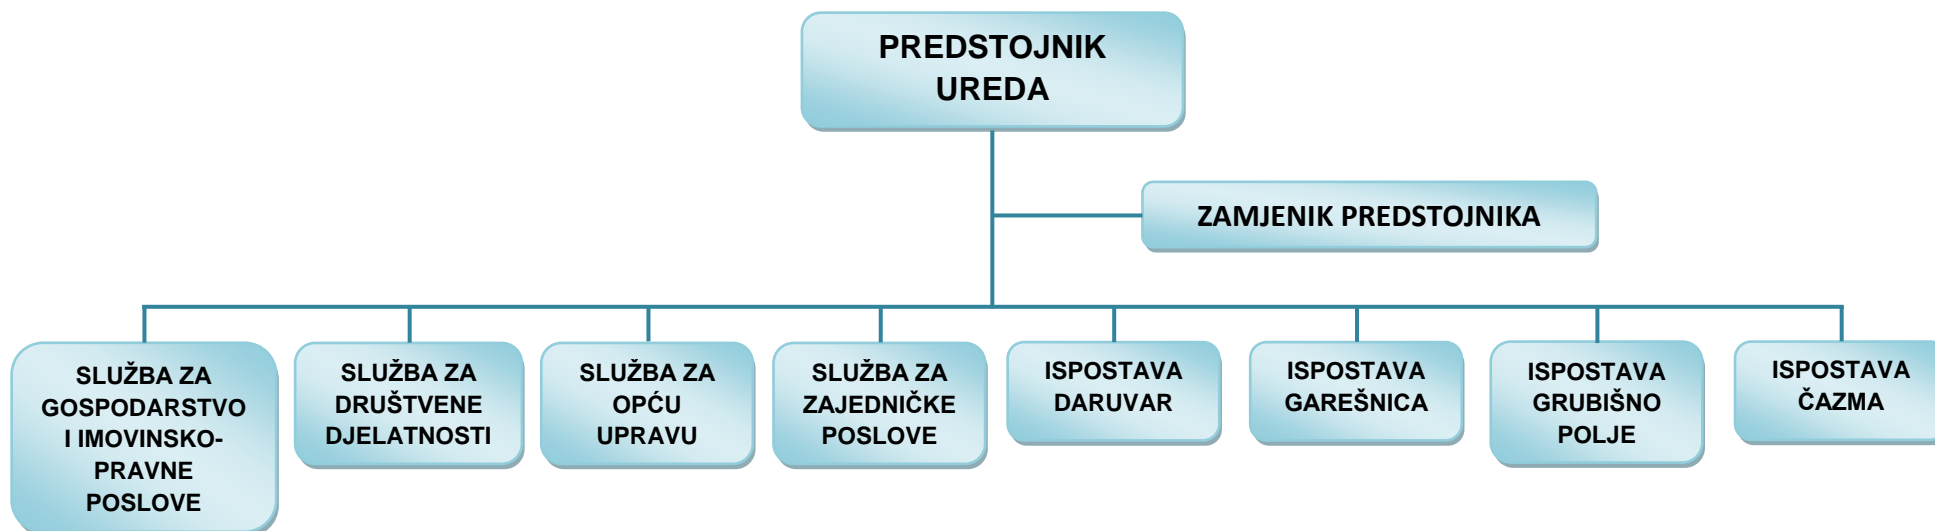 PREDSTOJNIK
UREDA
ZAMJENIK PREDSTOJNIKA
SLUŽBA ZA
GOSPODARSTVO
I IMOVINSKO-
PRAVNE
POSLOVE
SLUŽBA ZA
DRUŠTVENE
DJELATNOSTI
SLUŽBA ZA
OPĆU
UPRAVU
SLUŽBA ZA
ZAJEDNIČKE
POSLOVE
ISPOSTAVA
DARUVAR
ISPOSTAVA
GAREŠNICA
ISPOSTAVA
GRUBIŠNO
POLJE
ISPOSTAVA
ČAZMA